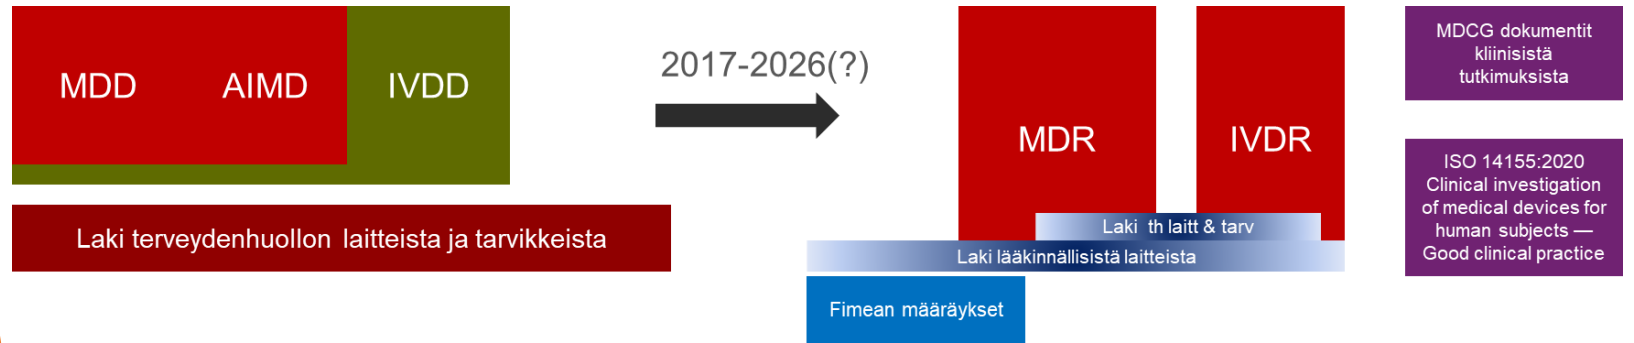 MDD
AIMD
IVDD
Laki terveydenhuollon laitteista ja tarvikkeista
2017-2026(?)
MDR
IVDR
Laki th laitt & tarv
Laki lääkinnällisistä laitteista
Fimean määräykset
MDCG dokumentit
kliinisistä
tutkimuksista
ISO 14155:2020
Clinical investigation
of medical devices for
human subjects —
Good clinical practice